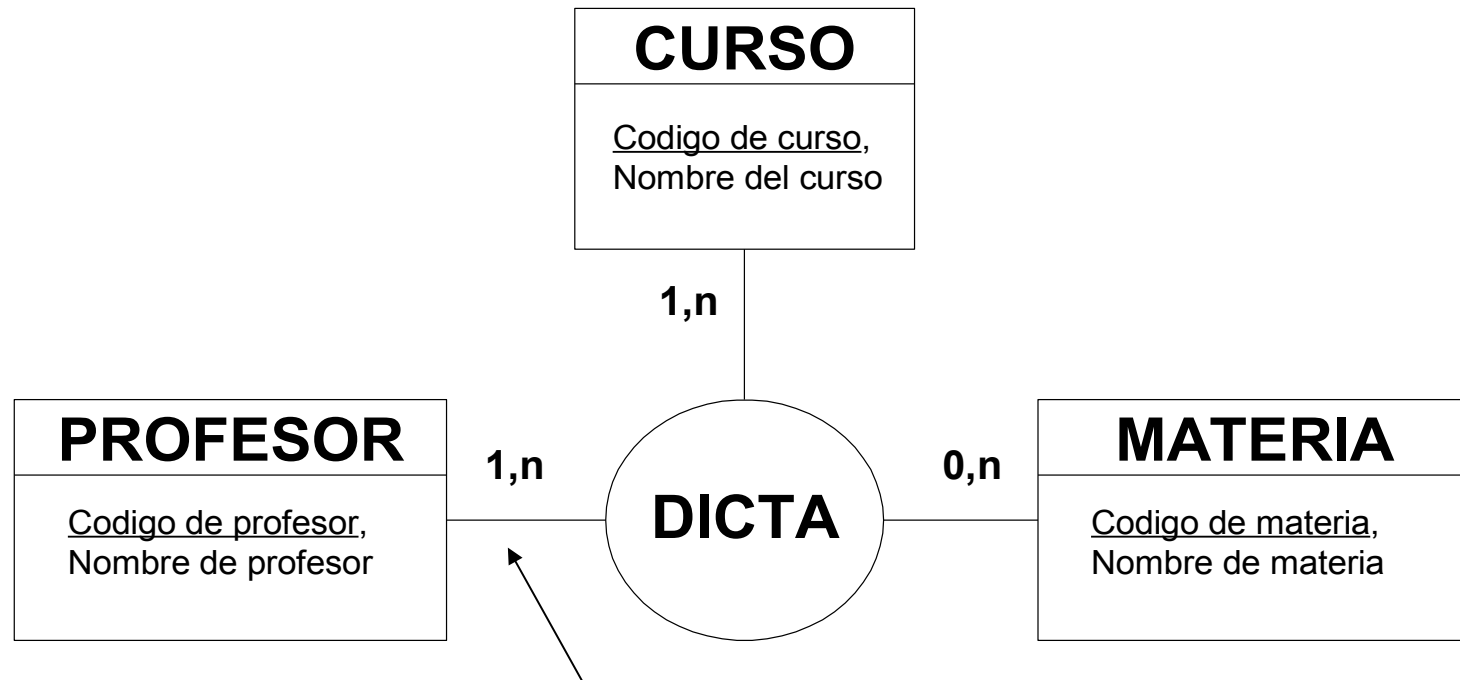 CURSO
Codigo de curso,
Nombre del curso
1,n
PROFESOR
Codigo de profesor,
Nombre de profesor
1,n
DICTA
0,n
MATERIA
Codigo de materia,
Nombre de materia